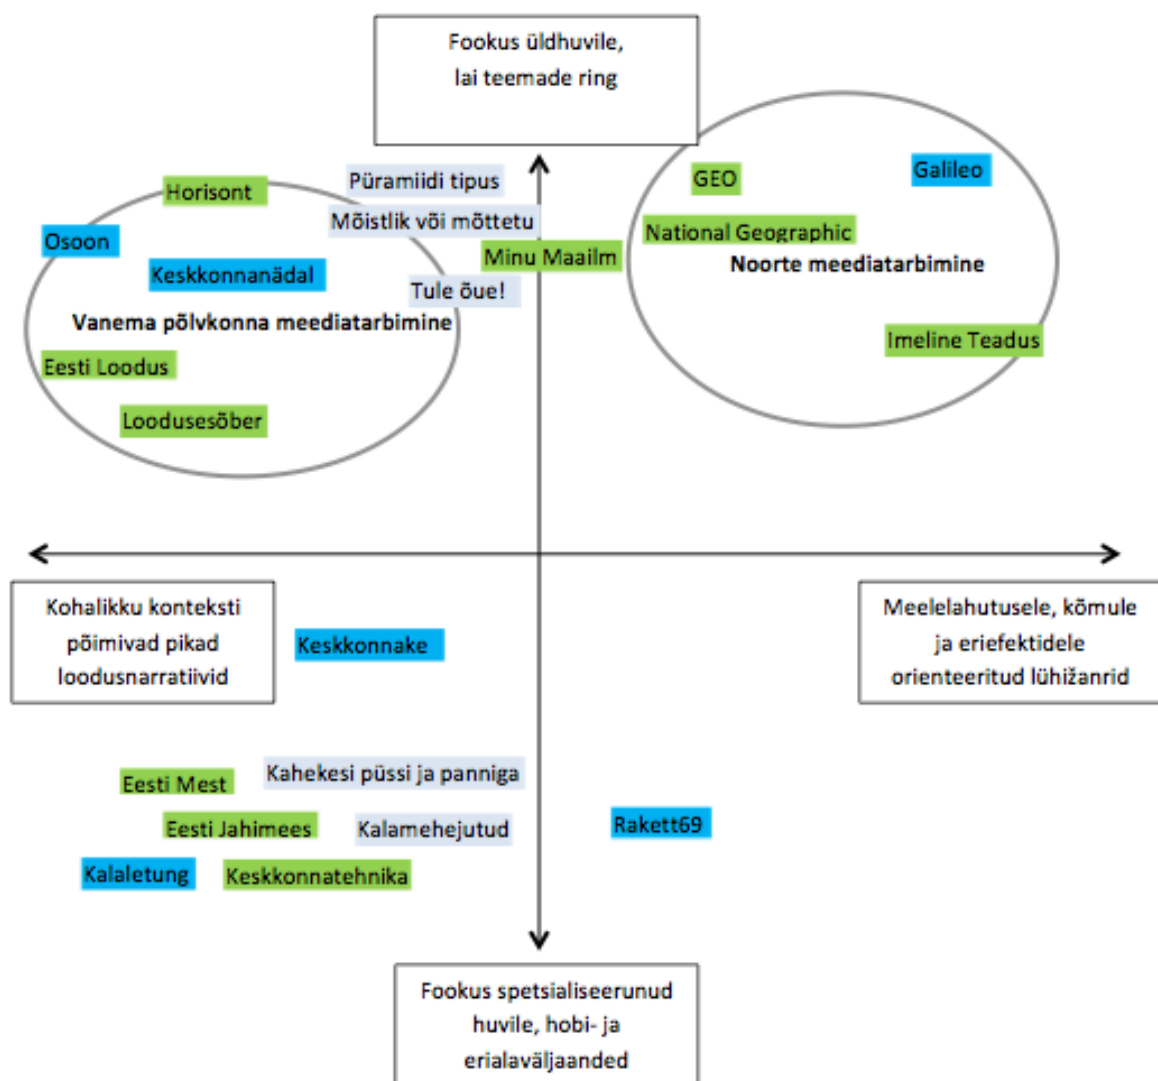 Fookus üldhuvile,
lai teemade ring
Horisont
Püramiidi tipus
GEO
Galileo
Osoon
Mõistlik või mõttetu
National Geographic
Keskkonnanädal
Minu Maailm
Noorte meediatarbimine
Tule õue!
Vanema põlvkonna meediatarbimine
Eesti Loodus
Imeline Teadus
Loodusesõber
Kohalikku konteksti
põimivad pikad
loodusnarratiivid
Keskkonnake
Meelelahutusele, kõmule
ja eriefektidele
orienteeritud lühižanrid
Eesti Mest
Kahekesi püssi ja panniga
Eesti Jahimees
Kalamehejutud
Rakett69
Kalaletung
Keskkonnatehnika
Fookus spetsialiseerunud
huvile, hobi- ja
erialaväljaanded